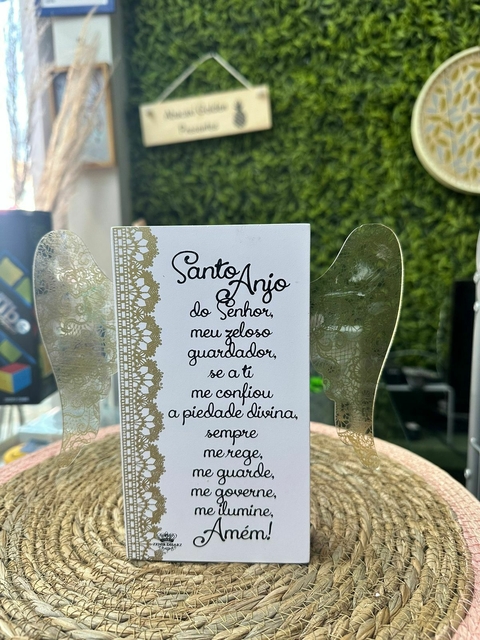 Santo
Anjo
do Senhor,
meu zeloso
guardador,
se a ti
me confiou
a piedade divina,
sempre
me rege,
me guarde,
me governe,
me ilumine,
Amém!